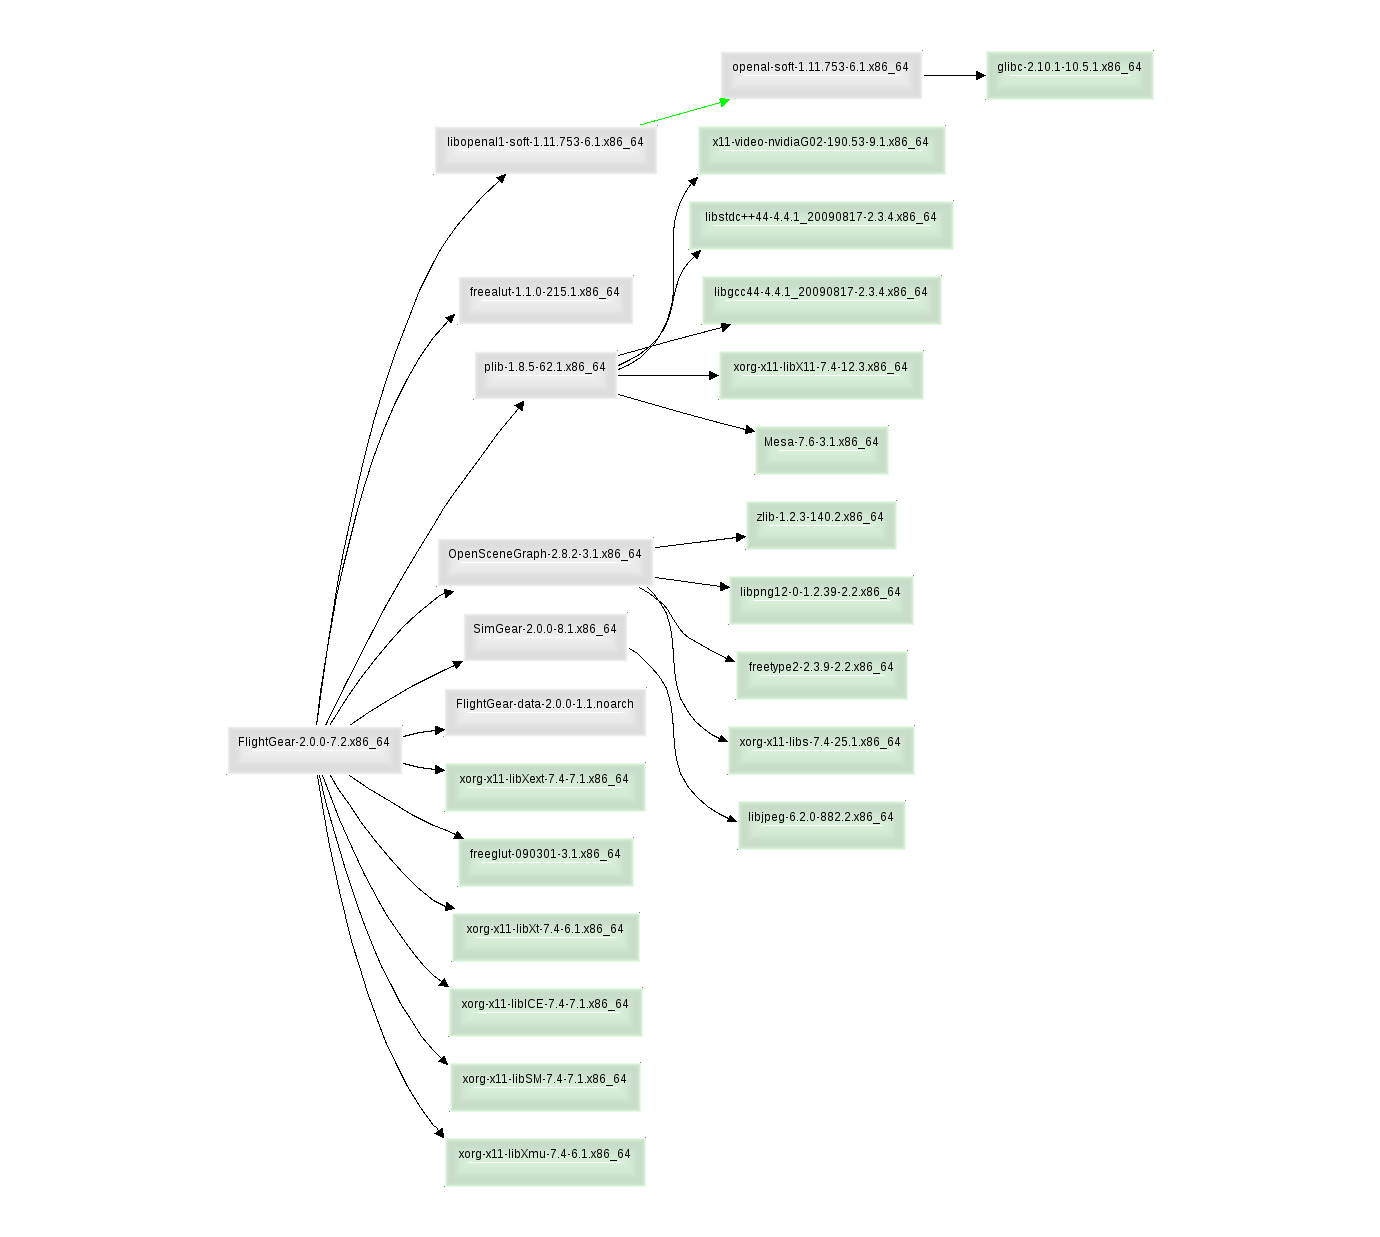 openal-soft-1.11.753-6.1.x86_64
glibc-2.10.1-10.5.1.x86_64
libopenal1-soft-1.11.753-6.1.x86_64
x11-video-nvidiaG02-190.53-9.1.x86_64
libstdc++44-4.4.1_20090817-2.3.4.x86_64
freealut-1.1.0-215.1.x86_64
libgcc44-4.4.1_20090817-2.3.4.x86_64
plib-1.8.5-62.1.x86_64
xorg-x11-libX11-7.4-12.3.x86_64
Mesa-7.6-3.1.x86_64
zlib-1.2.3-140.2.x86_64
OpenSceneGraph-2.8.2-3.1.x86_64
libpng12-0-1.2.39-2.2.x86_64
SimGear-2.0.0-8.1.x86_64
freetype2-2.3.9-2.2.x86_64
FlightGear-data-2.0.0-1.1.noarch
FlightGear-2.0.0-7.2.x86_64
xorg-x11-libs-7.4-25.1.x86_64
xorg-x11-libXext-7.4-7.1.x86_64
libjpeg-6.2.0-882.2.x86_64
freeglut-090301-3.1.x86_64
xorg-x11-libXt-7.4-6.1.x86_64
xorg-x11-libICE-7.4-7.1.x86_64
xorg-x11-libSM-7.4-7.1.x86_64
xorg-x11-libXmu-7.4-6.1.x86_64